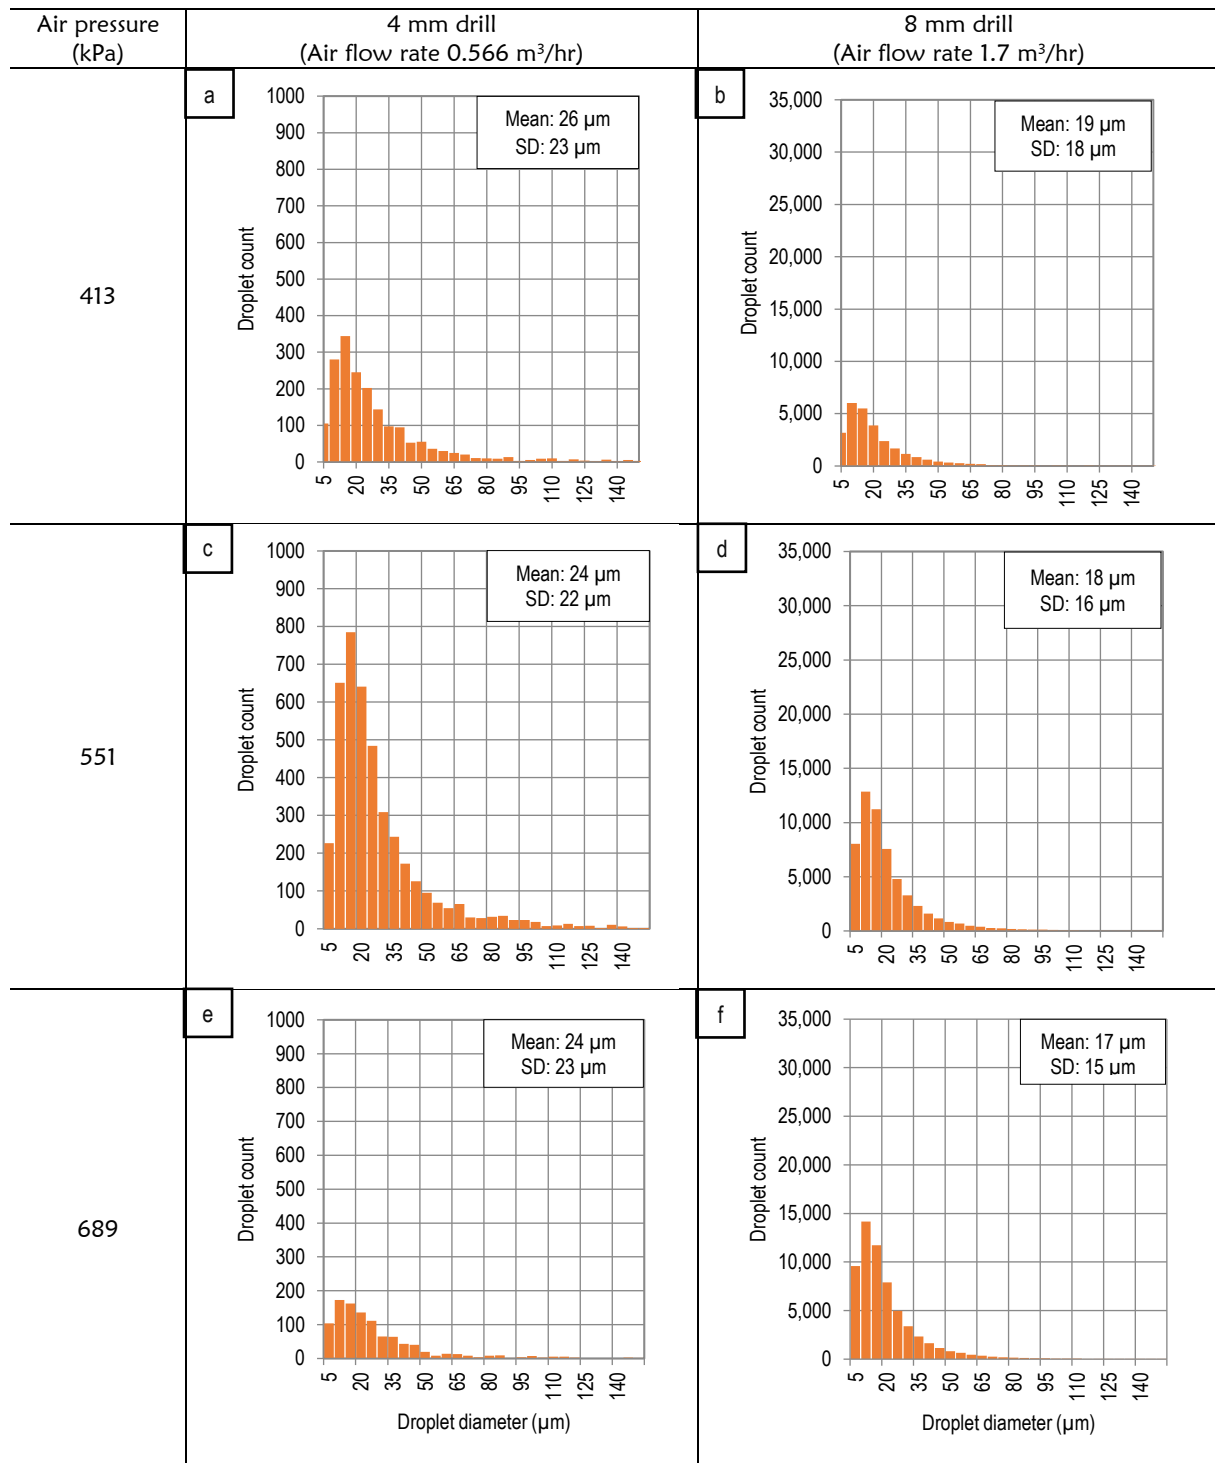 Air pressure
(kPa)
4 mm drill
(Air flow rate 0.566 m³/hr)
8 mm drill
(Air flow rate 1.7 m³/hr)
413
a
Mean: 26 µm
SD: 23 µm
Droplet count
1000
900
800
700
600
500
400
300
200
100
0
5 20 35 50 65 80 95 110 125 140
b
Mean: 19 µm
SD: 18 µm
Droplet count
35,000
30,000
25,000
20,000
15,000
10,000
5,000
0
5 20 35 50 65 80 95 110 125 140
551
c
Mean: 24 µm
SD: 22 µm
Droplet count
1000
900
800
700
600
500
400
300
200
100
0
5 20 35 50 65 80 95 110 125 140
d
Mean: 18 µm
SD: 16 µm
Droplet count
35,000
30,000
25,000
20,000
15,000
10,000
5,000
0
5 20 35 50 65 80 95 110 125 140
689
e
Mean: 24 µm
SD: 23 µm
Droplet count
1000
900
800
700
600
500
400
300
200
100
0
5 20 35 50 65 80 95 110 125 140
Droplet diameter (µm)
f
Mean: 17 µm
SD: 15 µm
Droplet count
35,000
30,000
25,000
20,000
15,000
10,000
5,000
0
5 20 35 50 65 80 95 110 125 140
Droplet diameter (µm)